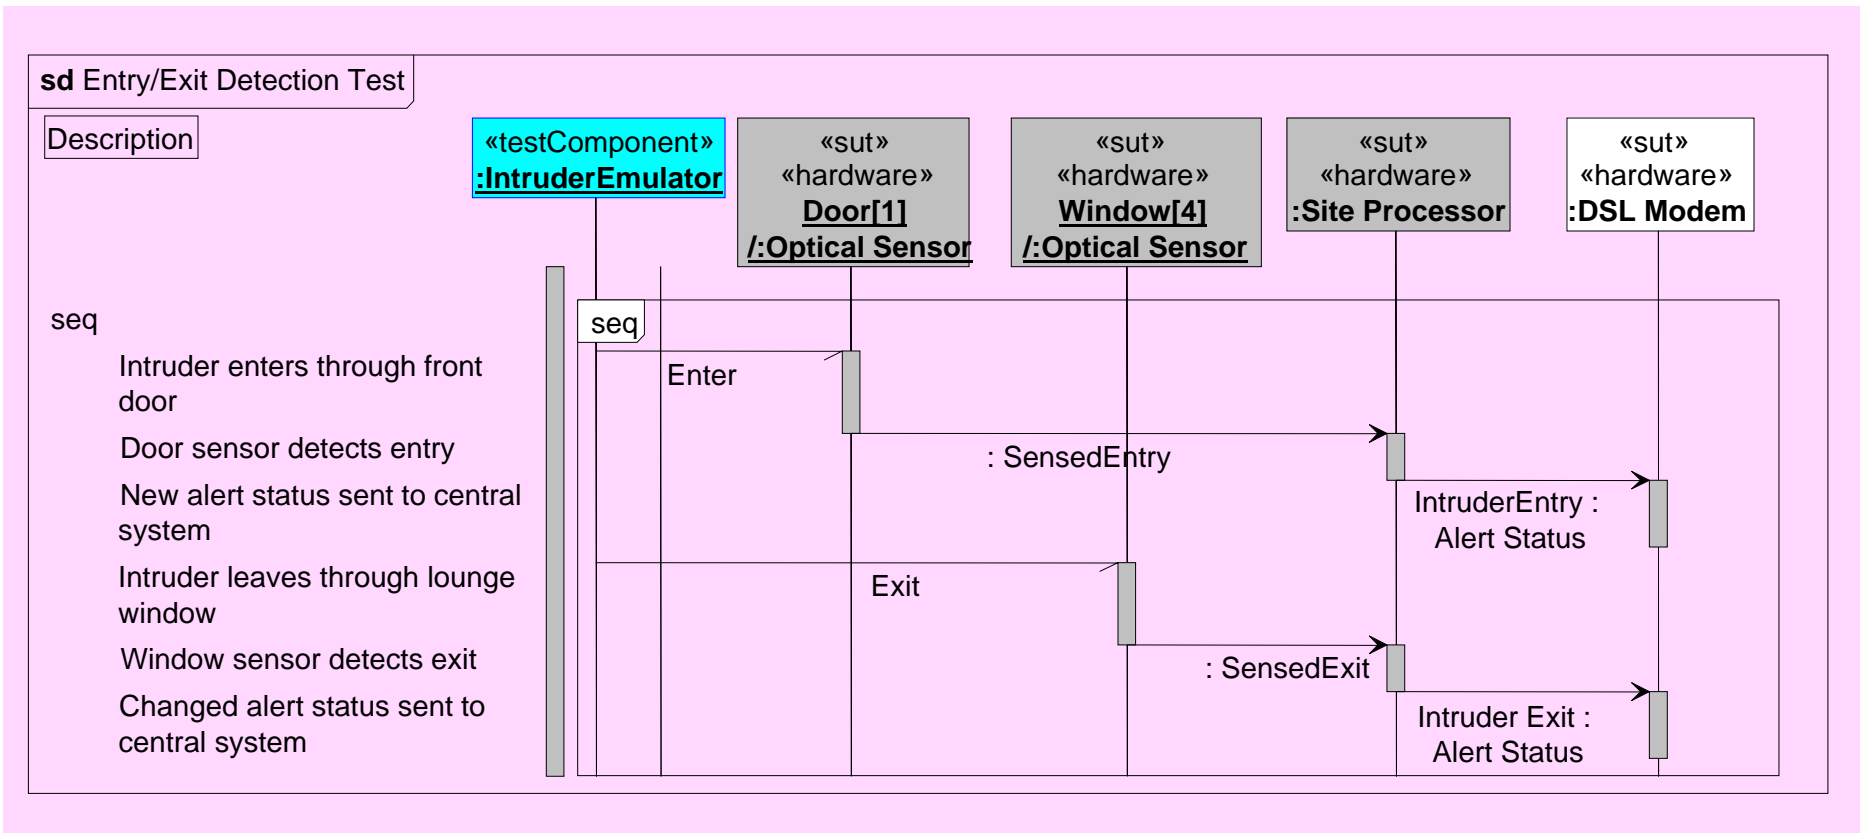 sd Entry/Exit Detection Test
Description
«testComponent»
:IntruderEmulator
«sut»
«hardware»
Door[1]
/:Optical Sensor
«sut»
«hardware»
Window[4]
/:Optical Sensor
«sut»
«hardware»
:Site Processor
«sut»
«hardware»
:DSL Modem
seq
seq
Intruder enters through front
door
Enter
Door sensor detects entry
: SensedEntry
New alert status sent to central
system
IntruderEntry :
Alert Status
Intruder leaves through lounge
window
Exit
Window sensor detects exit
: SensedExit
Changed alert status sent to
central system
Intruder Exit :
Alert Status